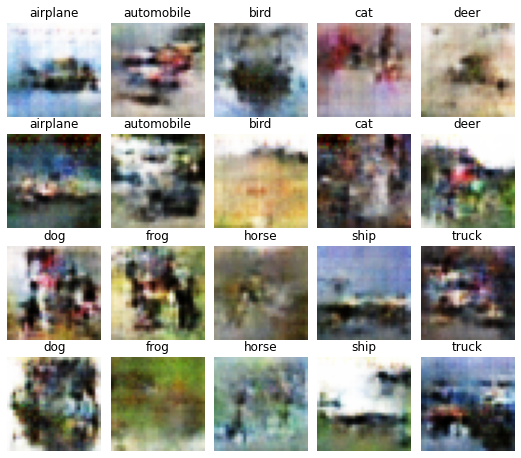 airplane automobile bird cat deer
airplane automobile bird cat deer
dog frog horse ship truck
dog frog horse ship truck